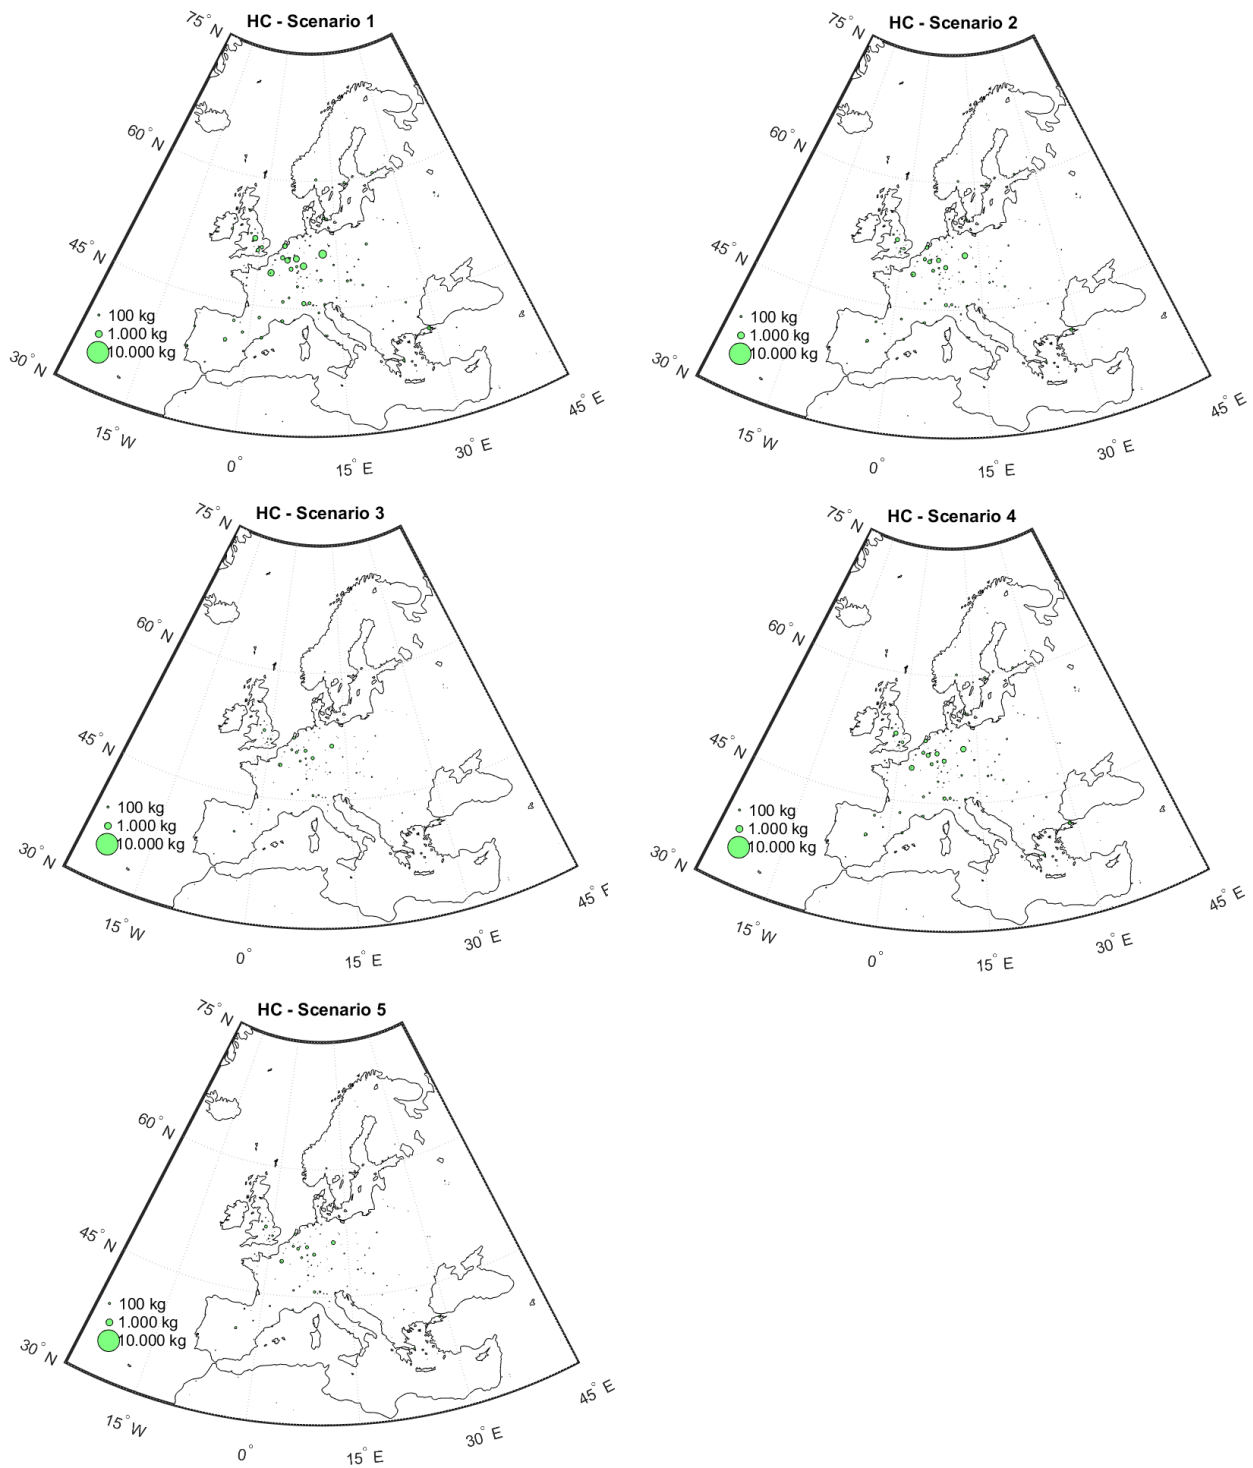 HC - Scenario 1
75° N
60° N
45° N
30° N
100 kg
1.000 kg
10.000 kg
15° W
0°
15° E
30° E
45° E
HC - Scenario 2
75° N
60° N
45° N
30° N
100 kg
1.000 kg
10.000 kg
15° W
0°
15° E
30° E
45° E
HC - Scenario 3
75° N
60° N
45° N
30° N
100 kg
1.000 kg
10.000 kg
15° W
0°
15° E
30° E
45° E
HC - Scenario 4
75° N
60° N
45° N
30° N
100 kg
1.000 kg
10.000 kg
15° W
0°
15° E
30° E
45° E
HC - Scenario 5
75° N
60° N
45° N
30° N
100 kg
1.000 kg
10.000 kg
15° W
0°
15° E
30° E
45° E